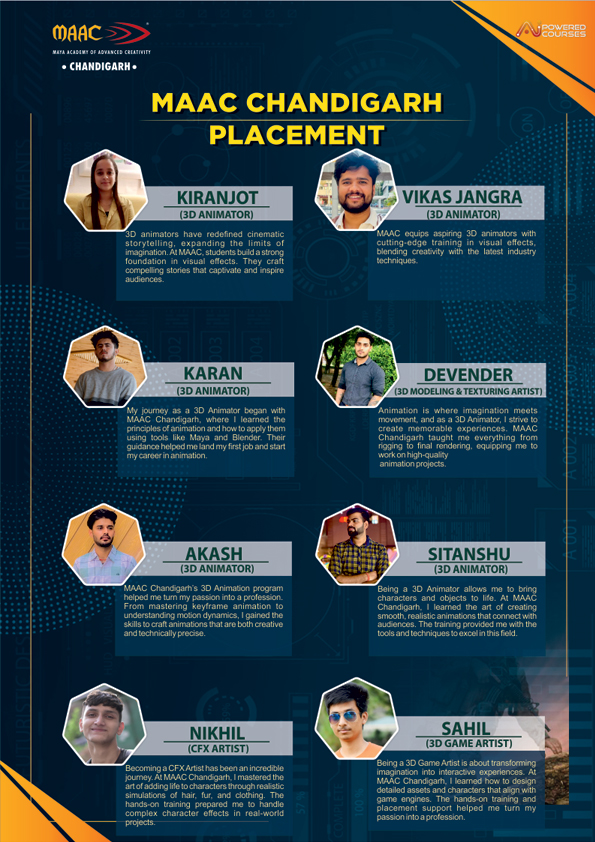 MAAC
MAYA ACADEMY OF ADVANCED CREATIVITY
• CHANDIGARH •
AI POWERED
COURSES
MAAC CHANDIGARH
PLACEMENT
KIRANJOT
(3D ANIMATOR)
3D animators have redefined cinematic
storytelling, expanding the limits of
imagination. At MAAC, students build a strong
foundation in visual effects. They craft
compelling stories that captivate and inspire
audiences.
VIKAS JANGRA
(3D ANIMATOR)
MAAC equips aspiring 3D animators with
cutting-edge training in visual effects,
blending creativity with the latest industry
techniques.
KARAN
(3D ANIMATOR)
My journey as a 3D Animator began with
MAAC Chandigarh, where I learned the
principles of animation and how to apply them
using tools like Maya and Blender. Their
guidance helped me land my first job and start
my career in animation.
DEVENDER
(3D MODELING & TEXTURING ARTIST)
Animation is where imagination meets
movement, and as a 3D Animator, I strive to
create memorable experiences. MAAC
Chandigarh taught me everything from
rigging to final rendering, equipping me to
work on high-quality
animation projects.
AKASH
(3D ANIMATOR)
MAAC Chandigarh's 3D Animation program
helped me turn my passion into a profession.
From mastering keyframe animation to
understanding motion dynamics, I gained the
skills to craft animations that are both creative
and technically precise.
SITANSHU
(3D ANIMATOR)
Being a 3D Animator allows me to bring
characters and objects to life. At MAAC
Chandigarh, I learned the art of creating
smooth, realistic animations that connect with
audiences. The training provided me with the
tools and techniques to excel in this field.
NIKHIL
(CFX ARTIST)
Becoming a CFX Artist has been an incredible
journey. At MAAC Chandigarh, I mastered the
art of adding life to characters through realistic
simulations of hair, fur, and clothing. The
hands-on training prepared me to handle
complex character effects in real-world
projects.
SAHIL
(3D GAME ARTIST)
Being a 3D Game Artist is about transforming
imagination into interactive experiences. At
MAAC Chandigarh, I learned how to design
detailed assets and characters that align with
game engines. The hands-on training and
placement support helped me turn my
passion into a profession.